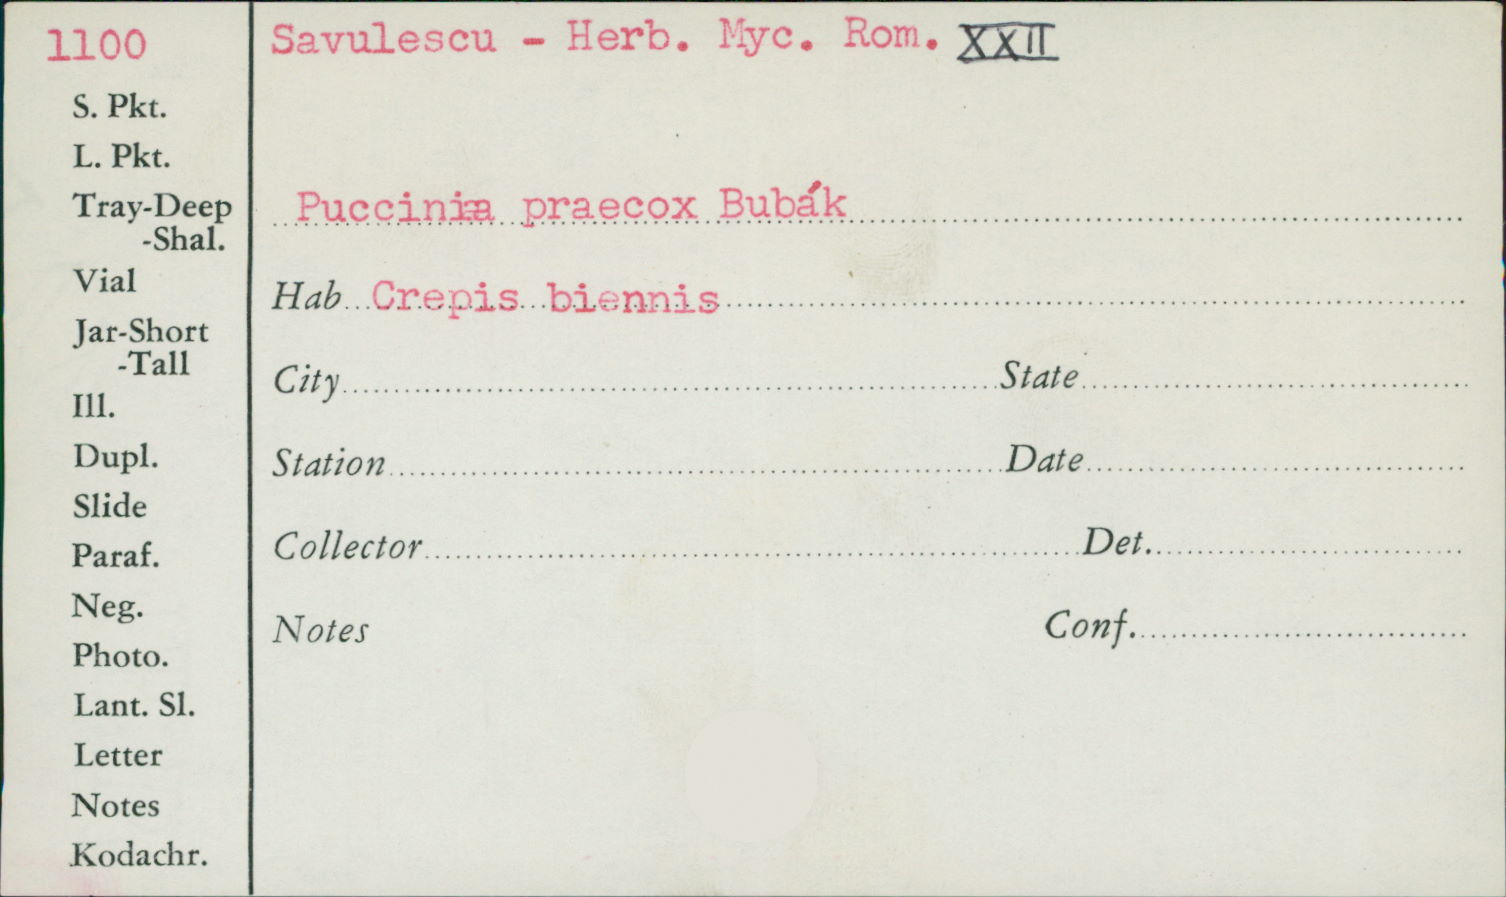 1100
S. Pkt.
L. Pkt.
Tray-Deep
-Shal.
Vial
Jar-Short
-Tall
Ill.
Dupl.
Slide
Paraf.
Neg.
Photo.
Lant. Sl.
Letter
Notes
Kodachr.
Savulescu - Herb. Myc. Rom. XXII
Puccinia praecox Bubák
Hab Crepis biennis
City State
Station Date
Collector Det.
Notes Conf.